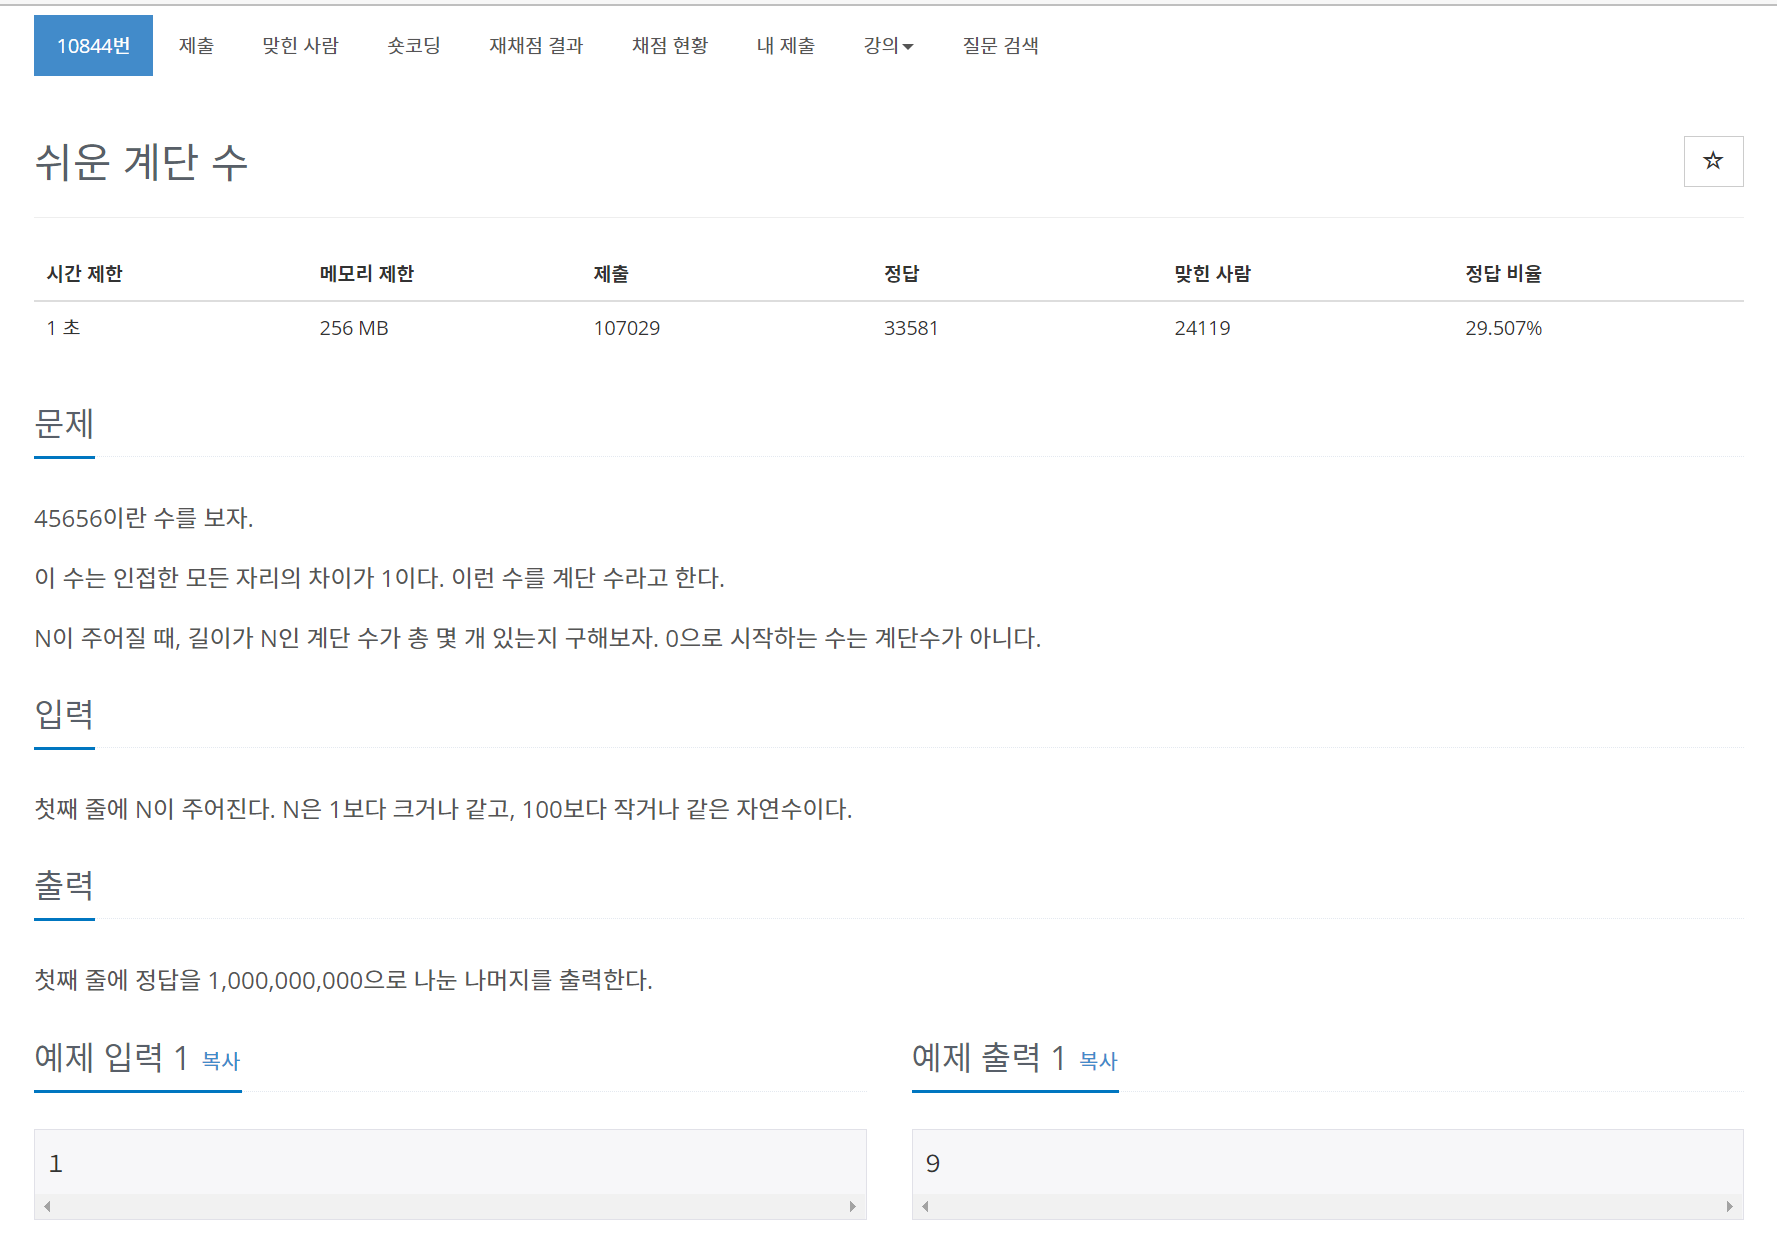 10844번 제출 맞힌 사람 숏코딩 재채점 결과 채점 현황 내 제출 강의 질문 검색
쉬운 계단 수
시간 제한 메모리 제한 제출 정답 맞힌 사람 정답 비율
1 초 256 MB 107029 33581 24119 29.507%
문제
45656이란 수를 보자.
이 수는 인접한 모든 자리의 차이가 1이다. 이런 수를 계단 수라고 한다.
N이 주어질 때, 길이가 N인 계단 수가 총 몇 개 있는지 구해보자. 0으로 시작하는 수는 계단수가 아니다.
입력
첫째 줄에 N이 주어진다. N은 1보다 크거나 같고, 100보다 작거나 같은 자연수이다.
출력
첫째 줄에 정답을 1,000,000,000으로 나눈 나머지를 출력한다.
예제 입력 1 복사 예제 출력 1 복사
1 9